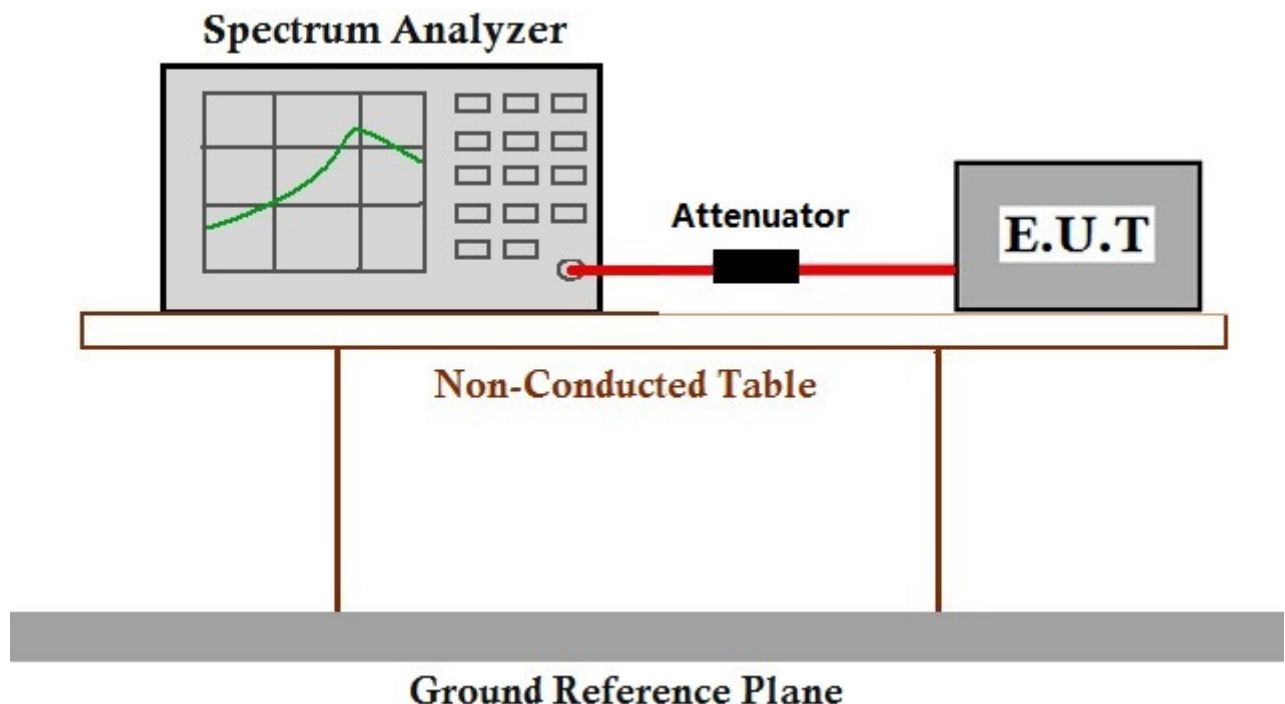 Spectrum Analyzer
Attenuator
E.U.T
Non-Conducted Table
Ground Reference Plane